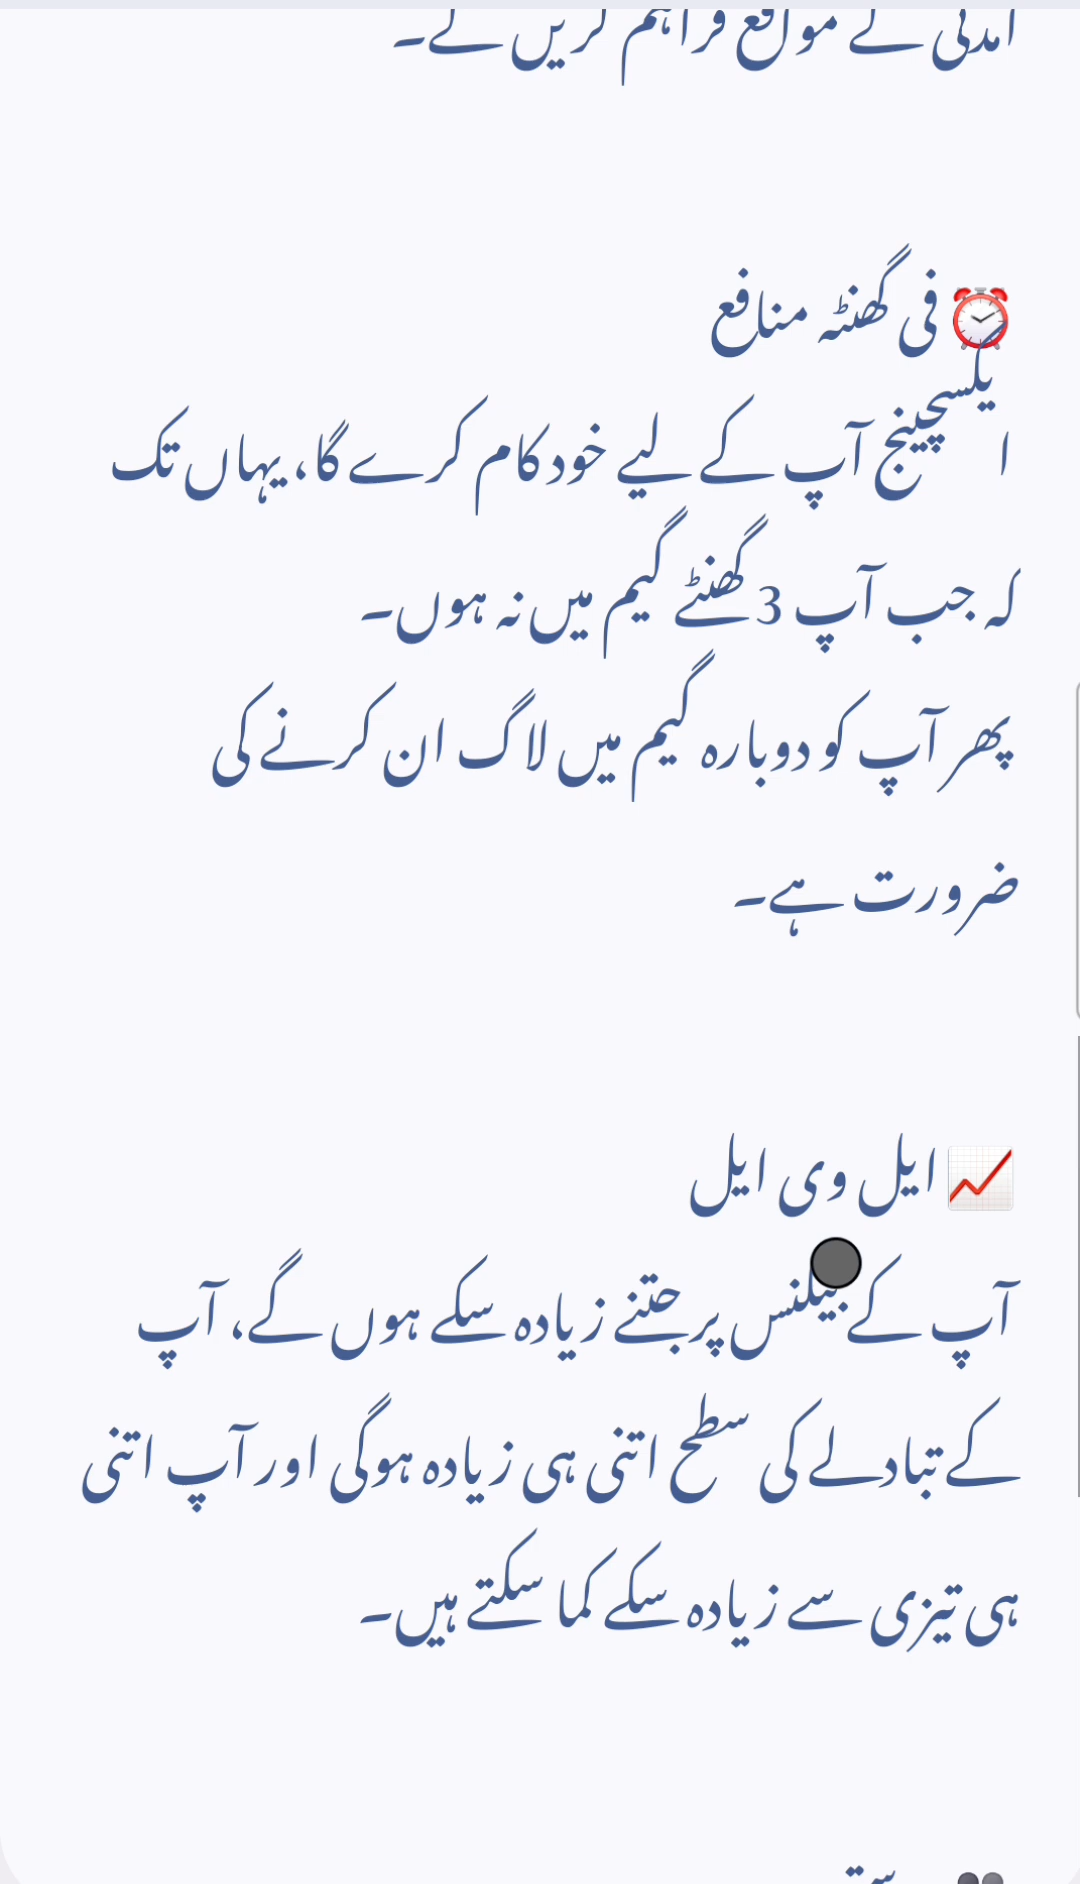 آمدنی کے مواقع فراہم کریں گے۔
⏰ فی گھنٹہ منافع
ایکسچینج آپ کے لیے خود کام کرے گا، یہاں تک
کہ جب آپ 3 گھنٹے گیم میں نہ ہوں۔
پھر آپ کو دوبارہ گیم میں لاگ ان کرنے کی
ضرورت ہے۔
📈 ایل وی ایل
آپ کے بیلنس پر جتنے زیادہ سکے ہوں گے، آپ
کے تبادلے کی سطح اتنی ہی زیادہ ہوگی اور آپ اتنی
ہی تیزی سے زیادہ سکے کما سکتے ہیں۔